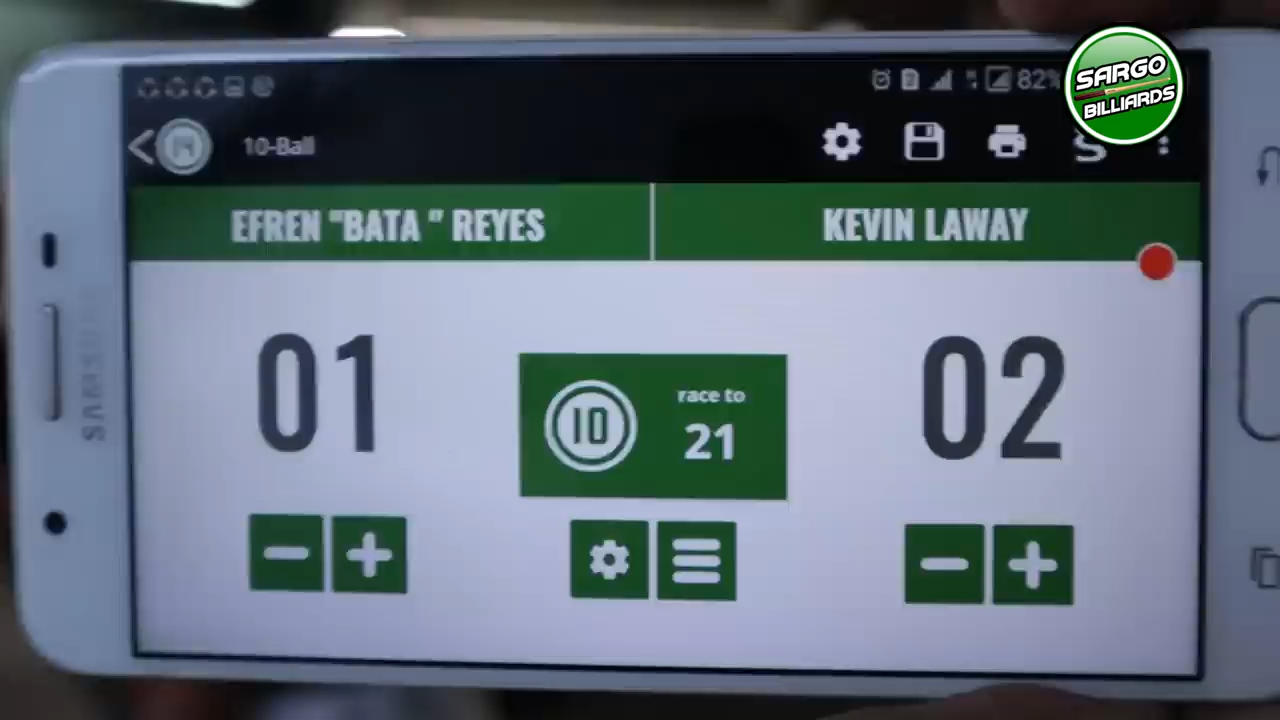 82%
SARGO
BILLIARDS
10-Ball
EFREN "BATA " REYES
KEVIN LAWAY
01
02
10
race to
21
SAMSUNG